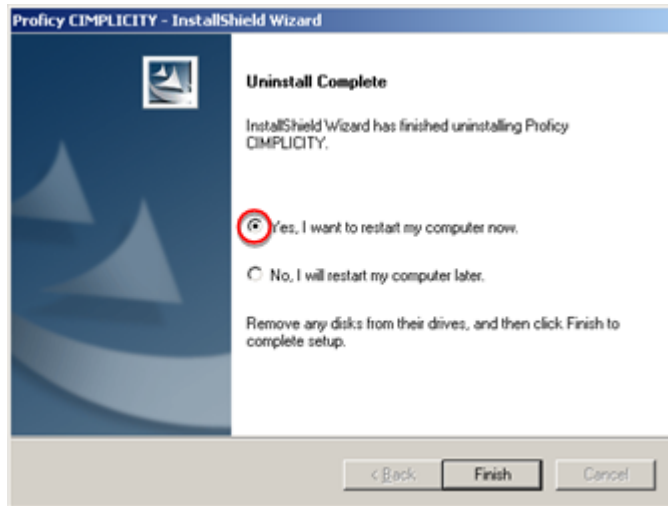 Proficy CIMPLICITY - InstallShield Wizard
Uninstall Complete
InstallShield Wizard has finished uninstalling Proficy
CIMPLICITY.
Yes, I want to restart my computer now.
No, I will restart my computer later.
Remove any disks from their drives, and then click Finish to
complete setup.
< Back Finish Cancel